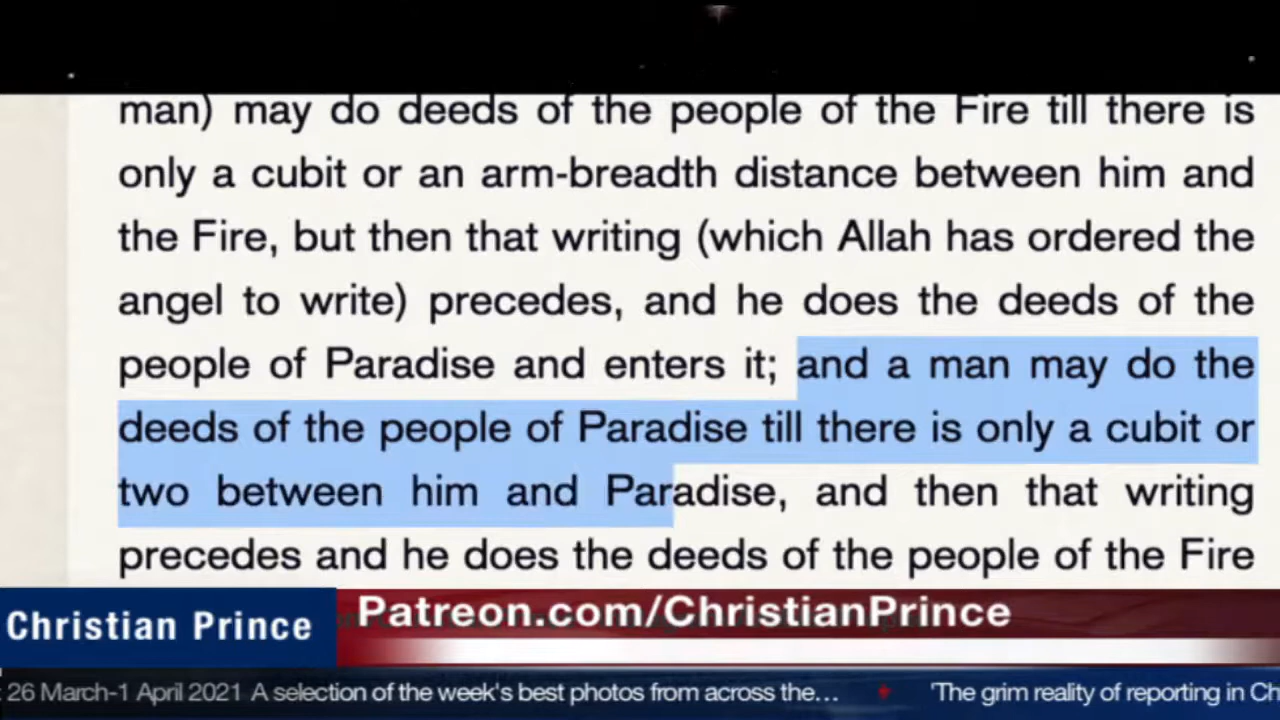 man) may do deeds of the people of the Fire till there is
only a cubit or an arm-breadth distance between him and
the Fire, but then that writing (which Allah has ordered the
angel to write) precedes, and he does the deeds of the
people of Paradise and enters it; and a man may do the
deeds of the people of Paradise till there is only a cubit or
two between him and Paradise, and then that writing
precedes and he does the deeds of the people of the Fire
Christian Prince
Patreon.com/ChristianPrince
26 March-1 April 2021 A selection of the week's best photos from across the... 'The grim reality of reporting in Ch